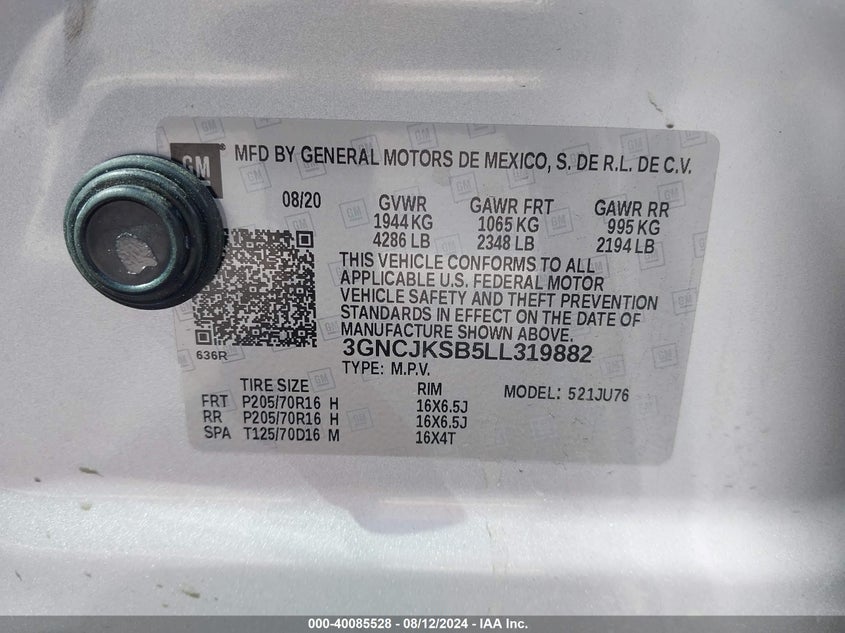 GM
MFD BY GENERAL MOTORS DE MEXICO, S. DE R.L. DE C.V.
08/20 GVWR GAWR FRT GAWR RR
1944 KG 1065 KG 995 KG
4286 LB 2348 LB 2194 LB
THIS VEHICLE CONFORMS TO ALL
APPLICABLE U.S. FEDERAL MOTOR
VEHICLE SAFETY AND THEFT PREVENTION
STANDARDS IN EFFECT ON THE DATE OF
MANUFACTURE SHOWN ABOVE.
636R 3GNCJKSB5LL319882
TYPE: M.P.V.
TIRE SIZE RIM MODEL: 521JU76
FRT P205/70R16 H 16X6.5J
RR P205/70R16 H 16X6.5J
SPA T125/70D16 M 16X4T
000-40085528 - 08/12/2024 - IAA Inc.